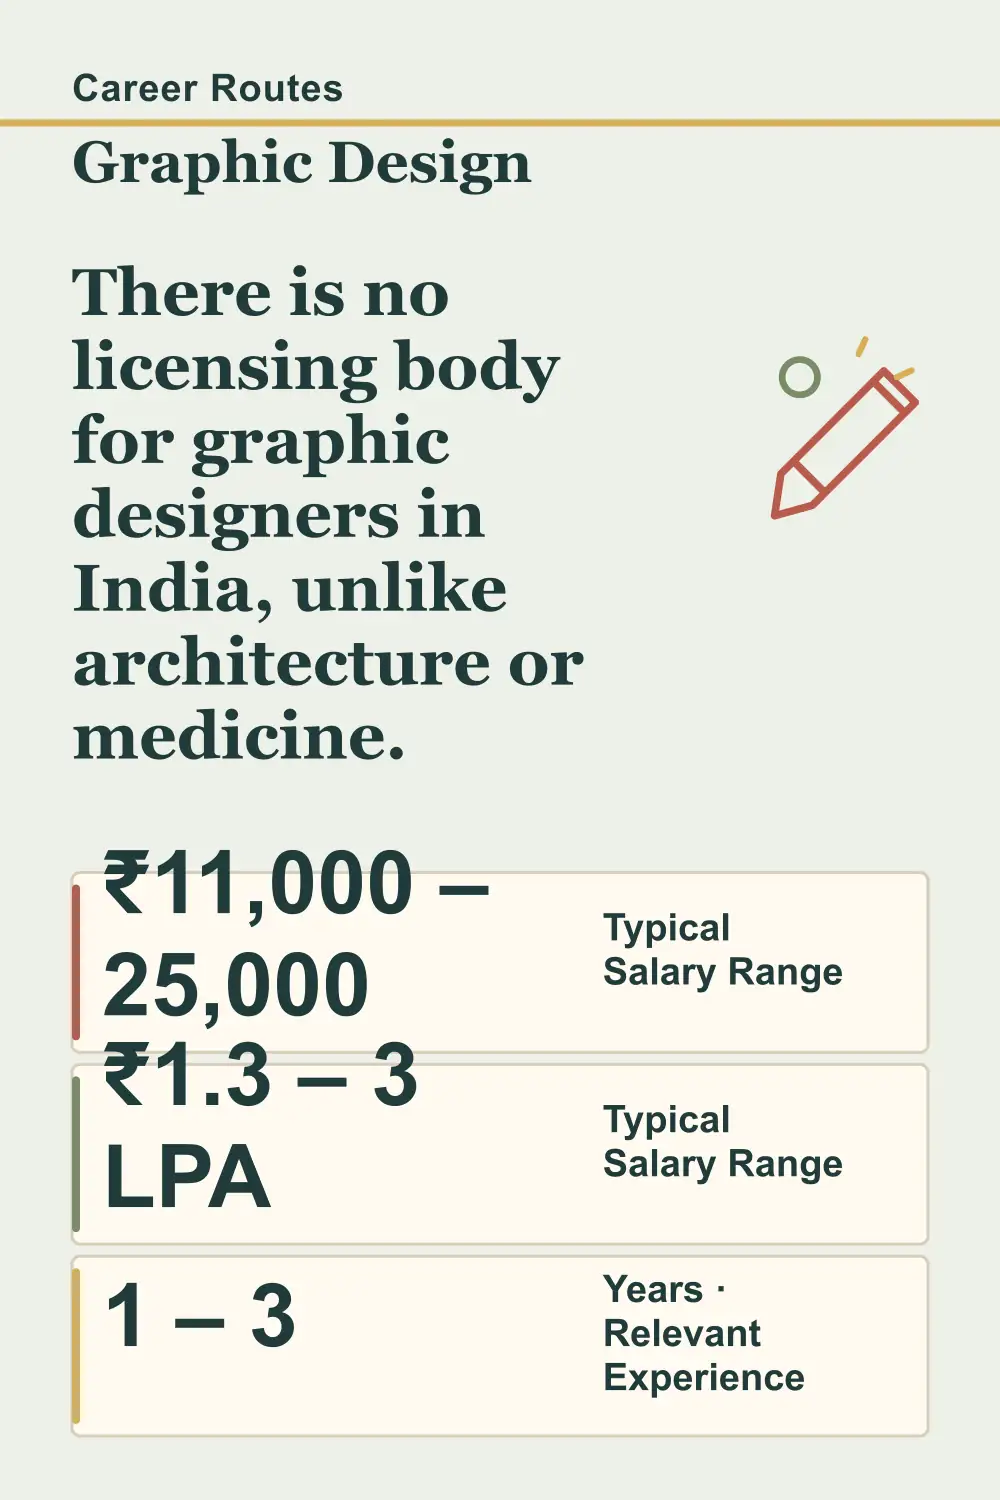 Career Routes
Graphic Design
There is no
licensing body
for graphic
designers in
India, unlike
architecture or
medicine.
₹11,000 –
25,000
Typical
Salary Range
₹1.3 – 3
LPA
Typical
Salary Range
1 – 3
Years ·
Relevant
Experience